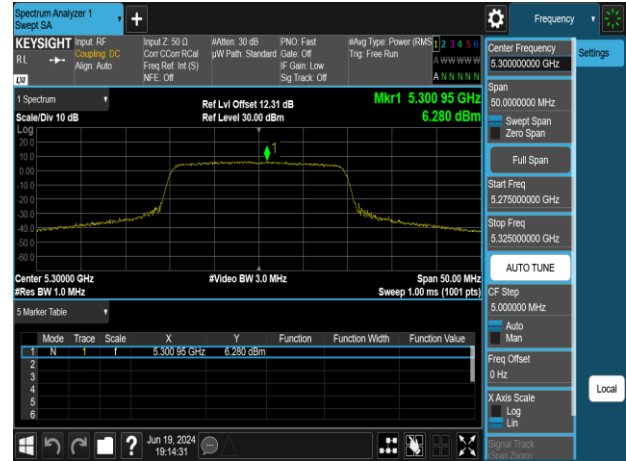 Spectrum Analyzer 1
Swept SA
Frequency
KEYSIGHT
RL
LXI
Input: RF
Coupling: DC
Align: Auto
Input Z: 50 Ω
Corr CCorr RCal
Freq Ref: Int (S)
NFE: Off
#Atten: 30 dB
µW Path: Standard
PNO: Fast
Gate: Off
IF Gain: Low
Sig Track: Off
#Avg Type: Power (RMS
Trig: Free Run
1 2 3 4 5 6
A W W W W W
A N N N N N
1 Spectrum
Scale/Div 10 dB
Ref Lvl Offset 12.31 dB
Ref Level 30.00 dBm
Mkr1 5.300 95 GHz
6.280 dBm
Log
20.0
10.0
0.00
-10.0
-20.0
-30.0
-40.0
-50.0
-60.0
1
Center 5.30000 GHz
#Res BW 1.0 MHz
#Video BW 3.0 MHz
Span 50.00 MHz
Sweep 1.00 ms (1001 pts)
5 Marker Table
Mode Trace Scale X Y Function Function Width Function Value
1 N 1 f 5.300 95 GHz 6.280 dBm
2
3
4
5
6
Jun 19, 2024
19:14:31
Center Frequency
5.300000000 GHz
Span
50.0000000 MHz
Swept Span
Zero Span
Full Span
Start Freq
5.275000000 GHz
Stop Freq
5.325000000 GHz
AUTO TUNE
CF Step
5.000000 MHz
Auto
Man
Freq Offset
0 Hz
X Axis Scale
Log
Lin
Signal Track
(Span Zoom)
Settings
Local